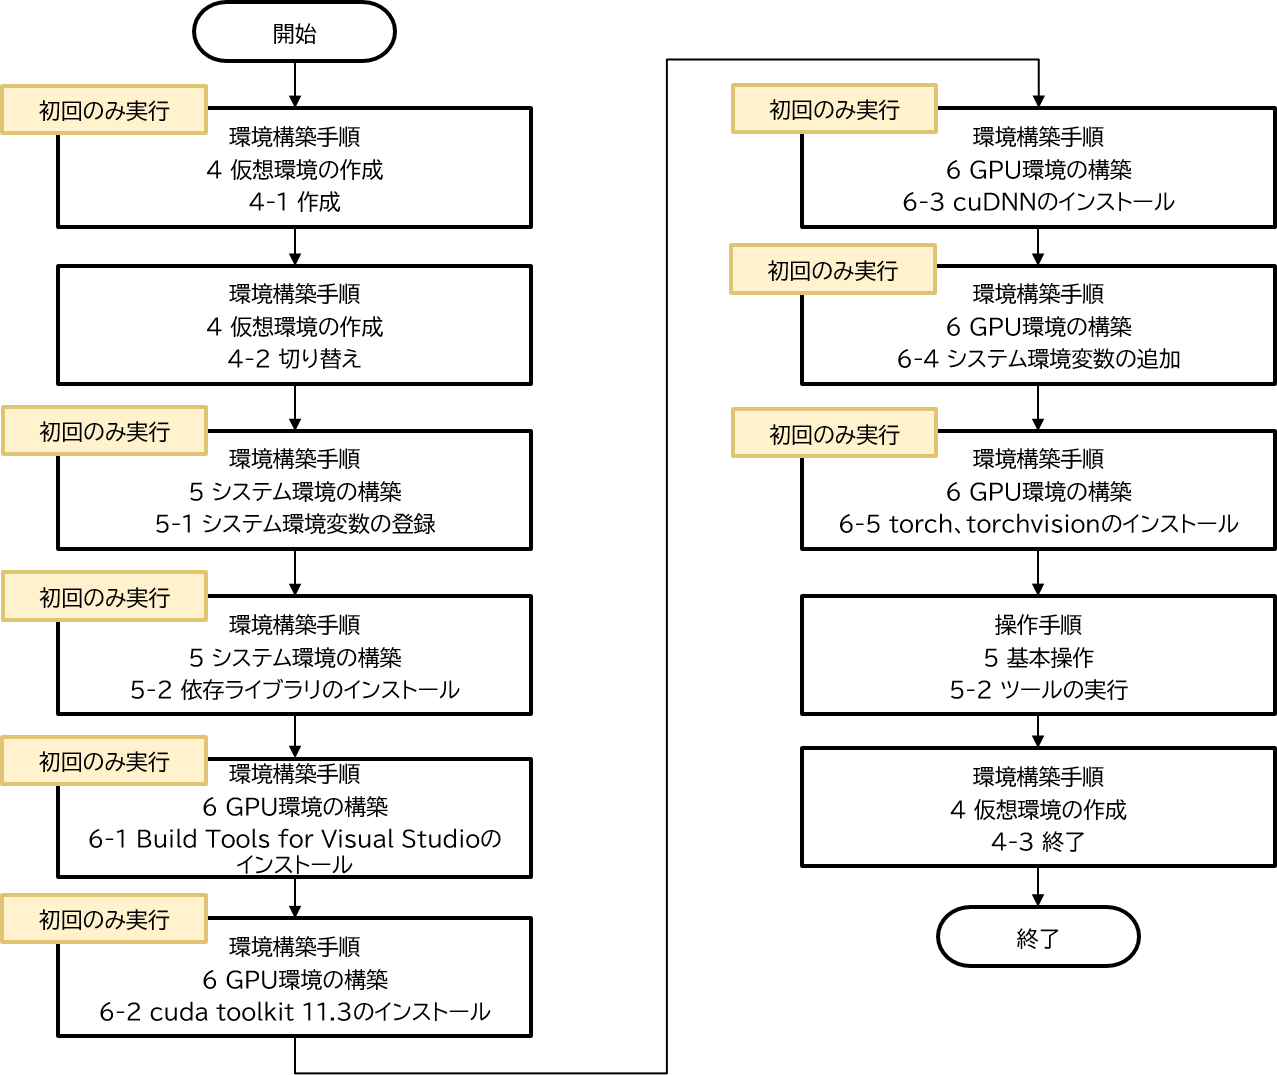 開始
初回のみ実行
環境構築手順
4 仮想環境の作成
4-1 作成
環境構築手順
4 仮想環境の作成
4-2 切り替え
初回のみ実行
環境構築手順
5 システム環境の構築
5-1 システム環境変数の登録
初回のみ実行
環境構築手順
5 システム環境の構築
5-2 依存ライブラリのインストール
初回のみ実行
環境構築手順
6 GPU環境の構築
6-1 Build Tools for Visual Studioの
インストール
初回のみ実行
環境構築手順
6 GPU環境の構築
6-2 cuda toolkit 11.3のインストール
初回のみ実行
環境構築手順
6 GPU環境の構築
6-3 cuDNNのインストール
初回のみ実行
環境構築手順
6 GPU環境の構築
6-4 システム環境変数の追加
初回のみ実行
環境構築手順
6 GPU環境の構築
6-5 torch、torchvisionのインストール
操作手順
5 基本操作
5-2 ツールの実行
環境構築手順
4 仮想環境の作成
4-3 終了
終了